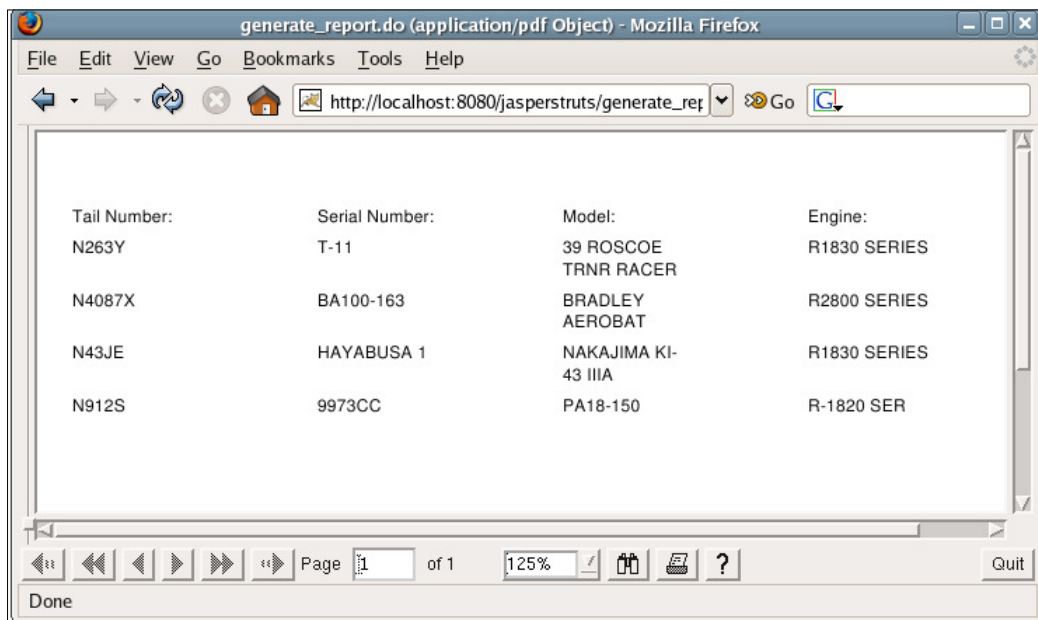 generate_report.do (application/pdf Object) - Mozilla Firefox
File Edit View Go Bookmarks Tools Help
http://localhost:8080/jasperstruts/generate_rep Go G
Tail Number: Serial Number: Model: Engine:
N263Y T-11 39 ROSCOE R1830 SERIES
TRNR RACER
N4087X BA100-163 BRADLEY R2800 SERIES
AEROBAT
N43JE HAYABUSA 1 NAKAJIMA KI- R1830 SERIES
43 IIIA
N912S 9973CC PA18-150 R-1820 SER
Page 1 of 1 125% ? Quit
Done